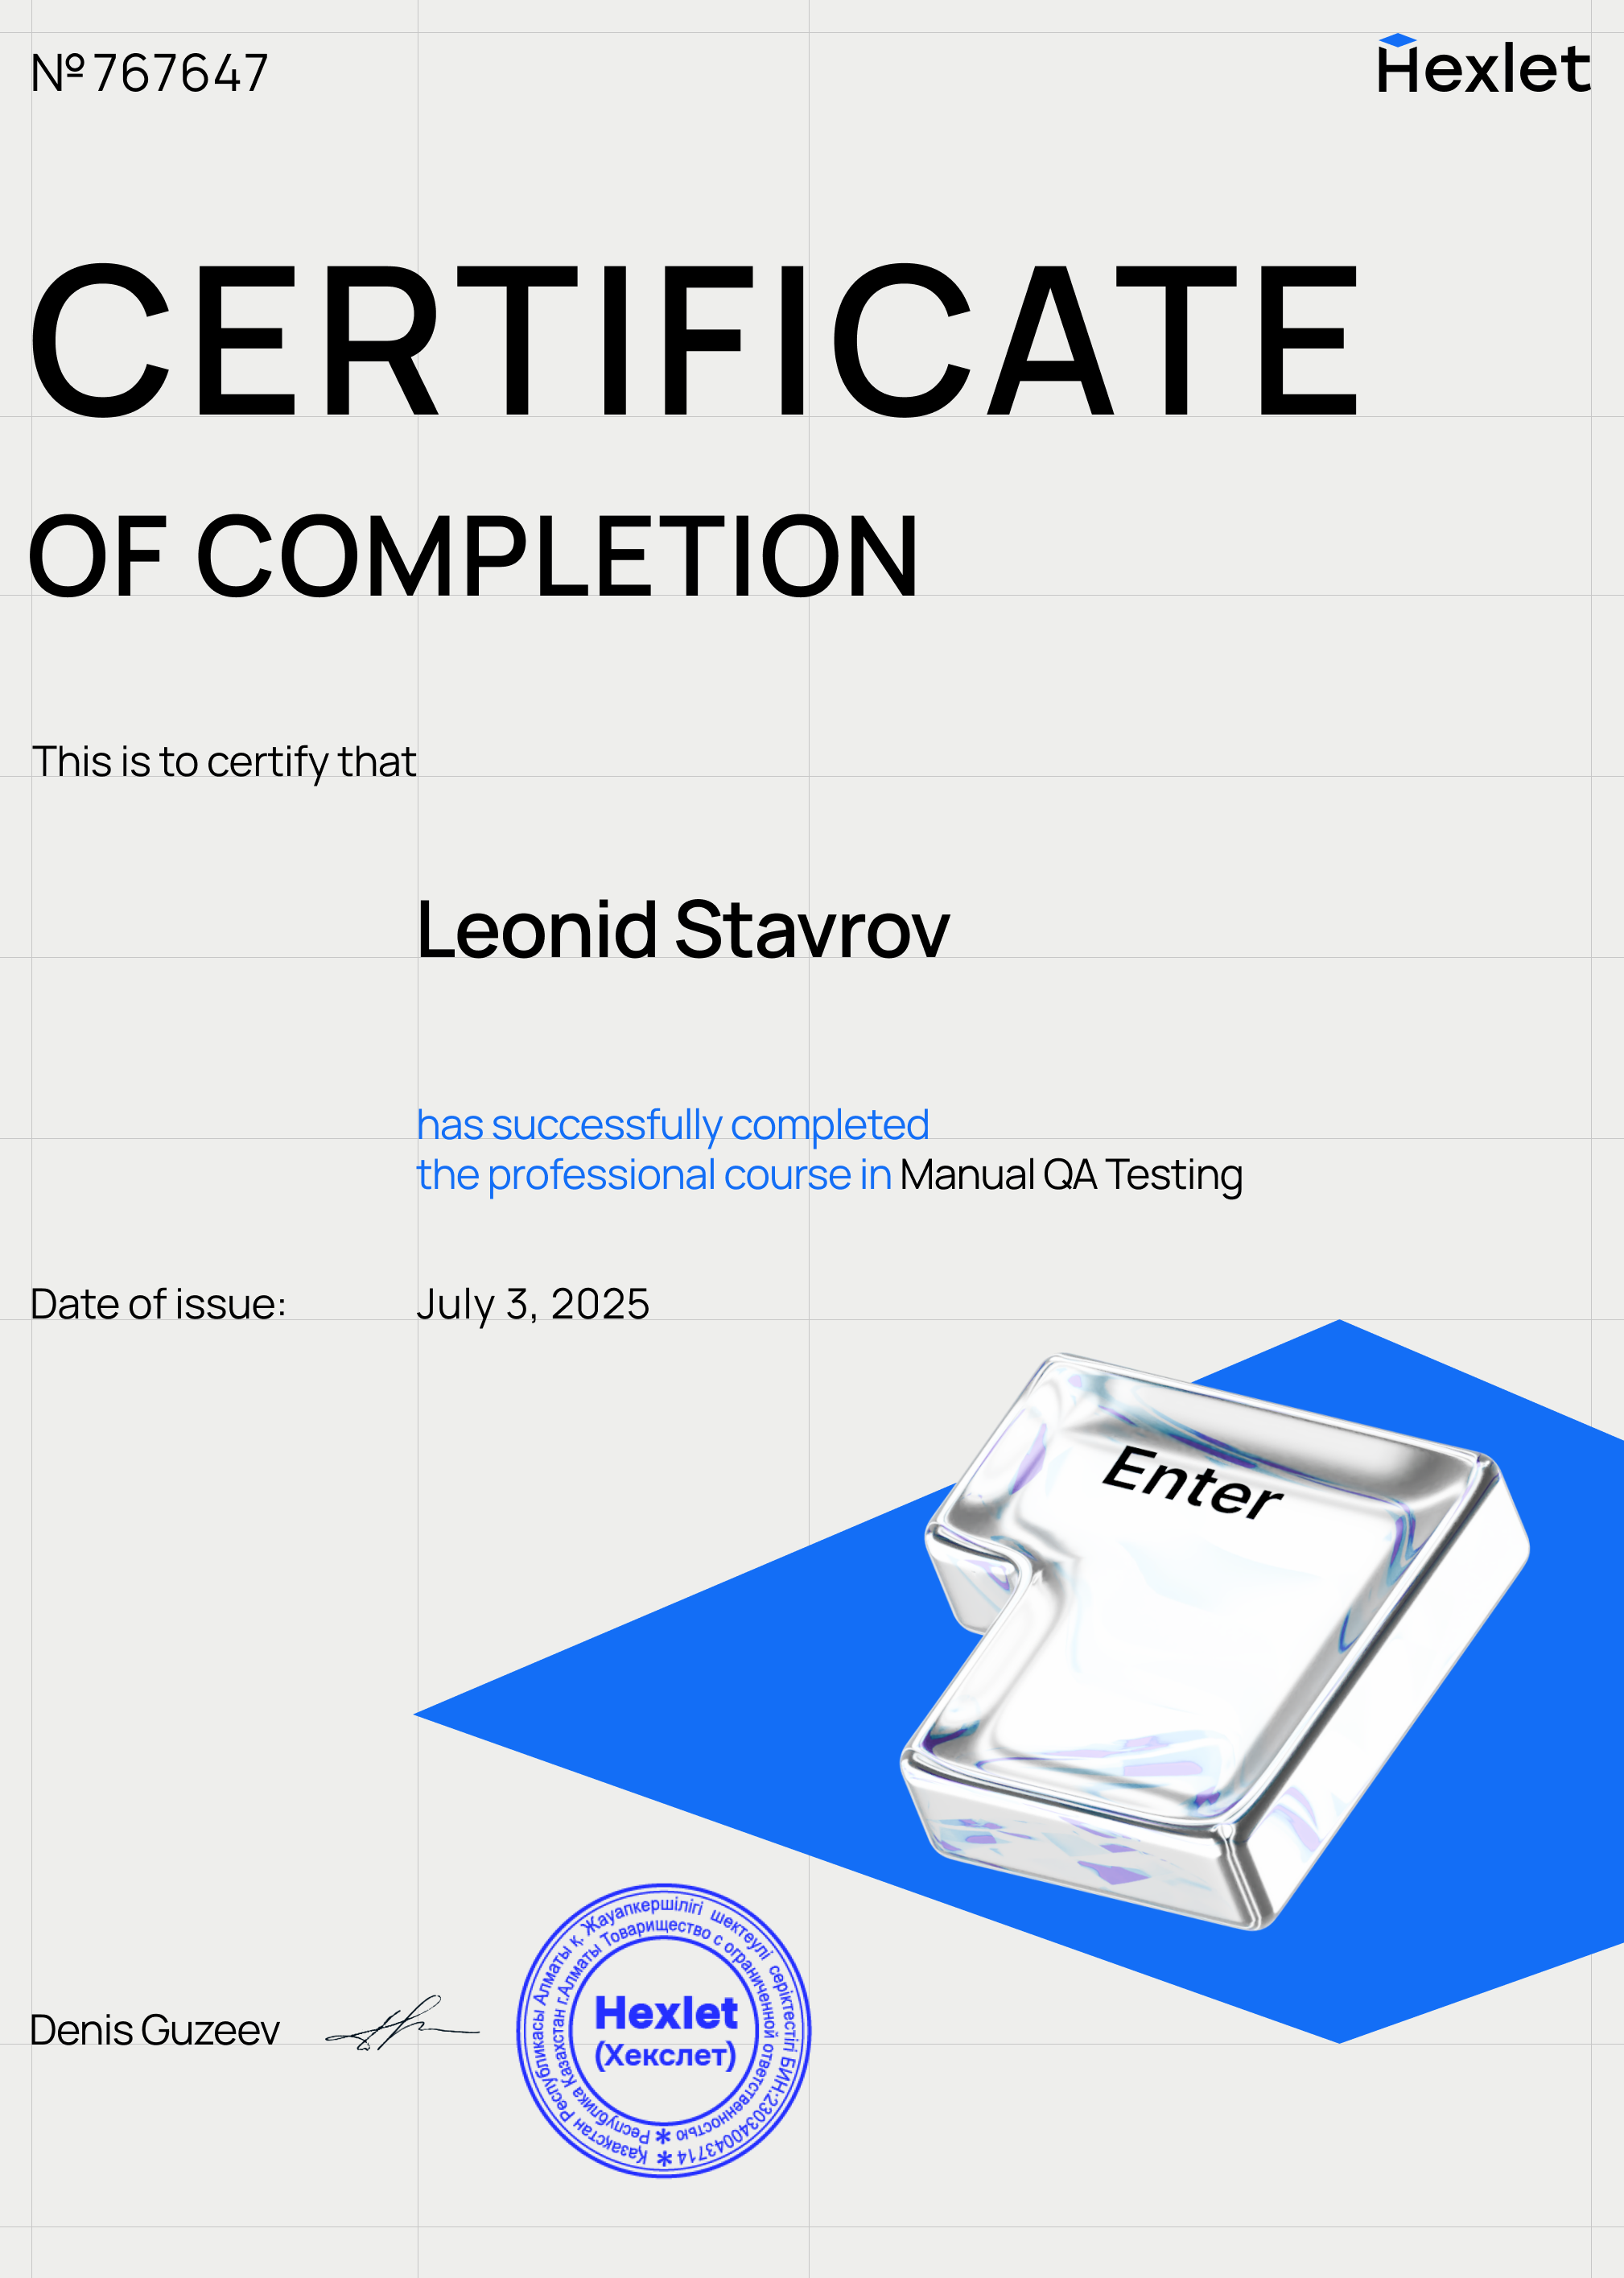 № 767647
Hexlet
CERTIFICATE
OF COMPLETION
This is to certify that
Leonid Stavrov
has successfully completed
the professional course in Manual QA Testing
Date of issue: July 3, 2025
Enter
Denis Guzeev
Қазақстан Республикасы Алматы қ. Жауапкершілігі шектеулі серіктестігі БИН:230340043714
Республика Казахстан г.Алматы Товарищество с ограниченной ответственностью
Hexlet
(Хекслет)